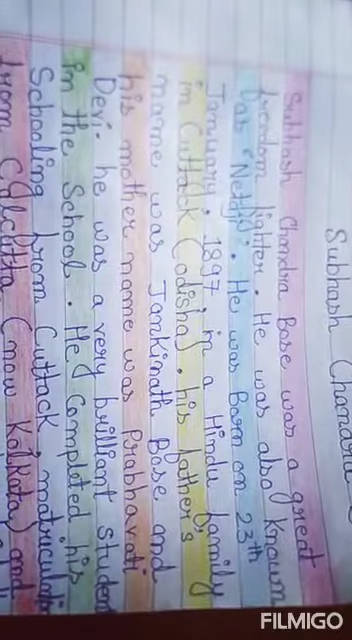 Subhash Chandra
Subhash Chandra Bose was a great
freedom fighter. He was also known
as "Netaji". He was Born on 23th
January, 1897, in a Hindu family
in Cuttack (Odisha). his father's
name was Jankinath Bose and
his mother name was Prabhavati
Devi. he was a very brilliant student
in the School. He Completed his
Schooling from Cuttack, matriculati
from Calcutta (now Kolkata) and
FILMIGO